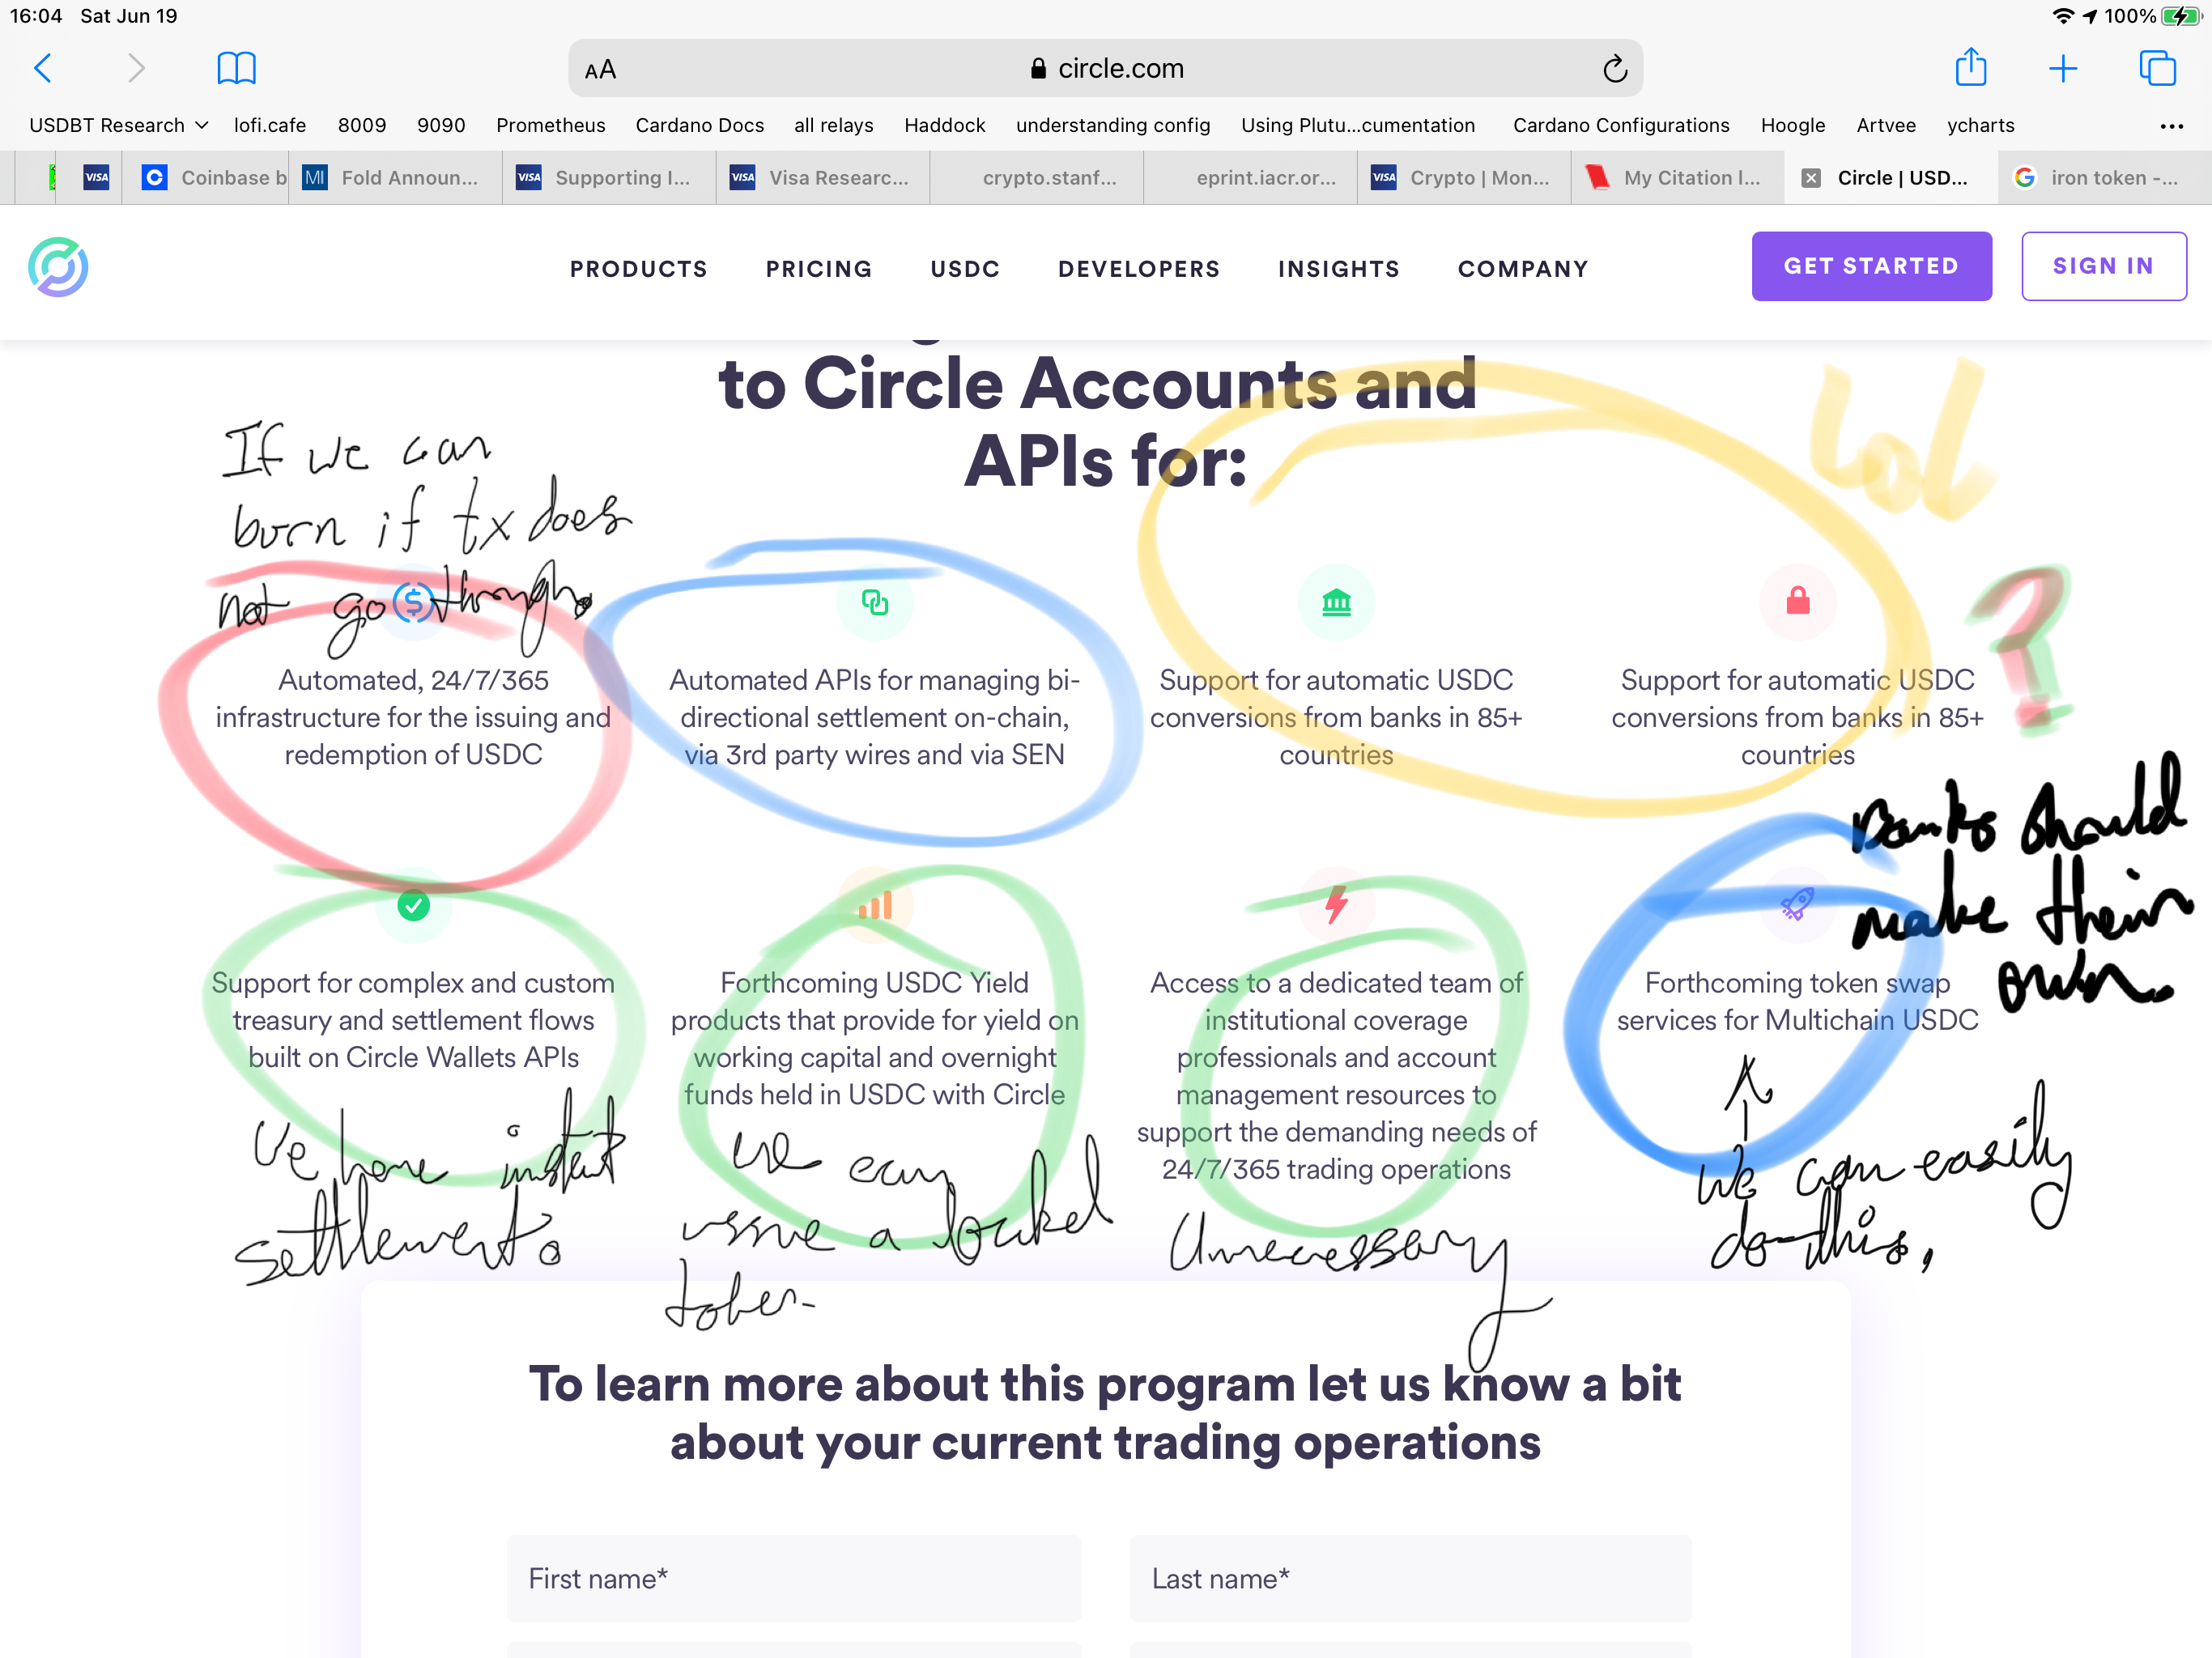 16:04 Sat Jun 19
100%
AA circle.com
USDBT Research lofi.cafe 8009 9090 Prometheus Cardano Docs all relays Haddock understanding config Using Plutu...cumentation Cardano Configurations Hoogle Artvee ycharts ...
VISA Coinbase b MI Fold Announ... VISA Supporting I... VISA Visa Researc... crypto.stanf... eprint.iacr.or... VISA Crypto | Mon... My Citation I... Circle | USD... G iron token -...
PRODUCTS PRICING USDC DEVELOPERS INSIGHTS COMPANY GET STARTED SIGN IN
to Circle Accounts and
APIs for:
lol
If we can
burn if tx does
not go through.
?
Automated, 24/7/365
infrastructure for the issuing and
redemption of USDC
Automated APIs for managing bi-
directional settlement on-chain,
via 3rd party wires and via SEN
Support for automatic USDC
conversions from banks in 85+
countries
Support for automatic USDC
conversions from banks in 85+
countries
Banks should
make their
own.
Support for complex and custom
treasury and settlement flows
built on Circle Wallets APIs
We have instant
settlement.
Forthcoming USDC Yield
products that provide for yield on
working capital and overnight
funds held in USDC with Circle
we can
issue a locked
token-
Access to a dedicated team of
institutional coverage
professionals and account
management resources to
support the demanding needs of
24/7/365 trading operations
Unnecessary
Forthcoming token swap
services for Multichain USDC
We can easily
do this.
To learn more about this program let us know a bit
about your current trading operations
First name* Last name*